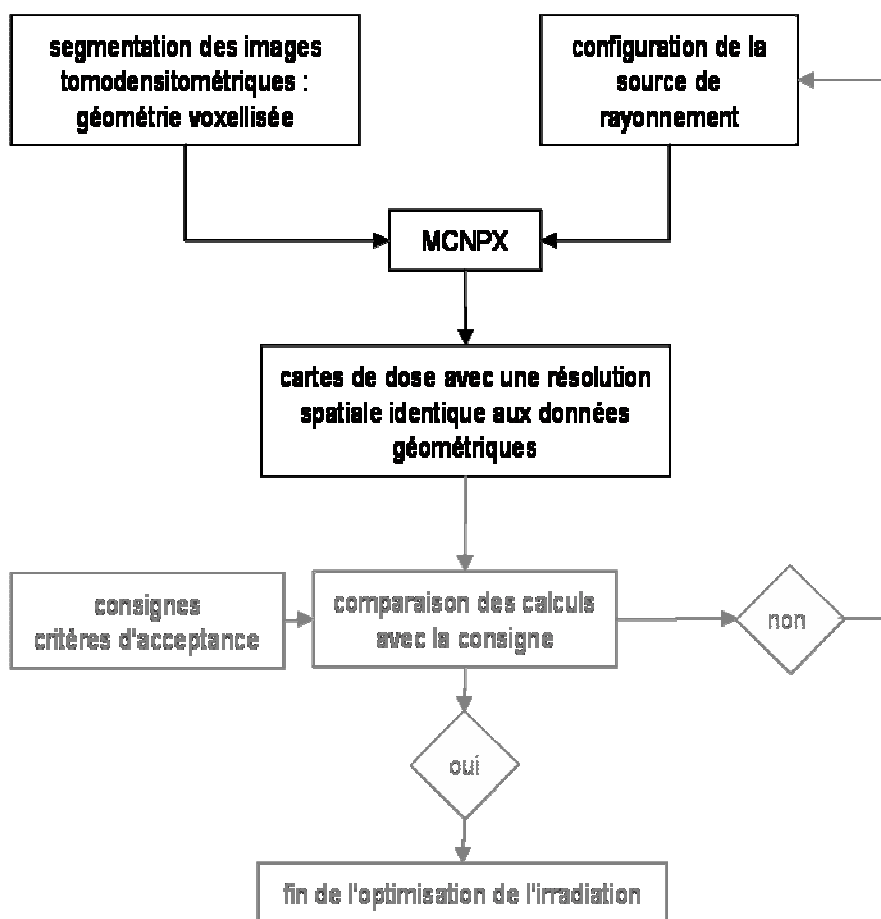 segmentation des images
tomodensitométriques :
géométrie voxellisée
configuration de la
source de
rayonnement
MCNPX
cartes de dose avec une résolution
spatiale identique aux données
géométriques
consignes
critères d'acceptance
comparaison des calculs
avec la consigne
non
oui
fin de l'optimisation de l'irradiation